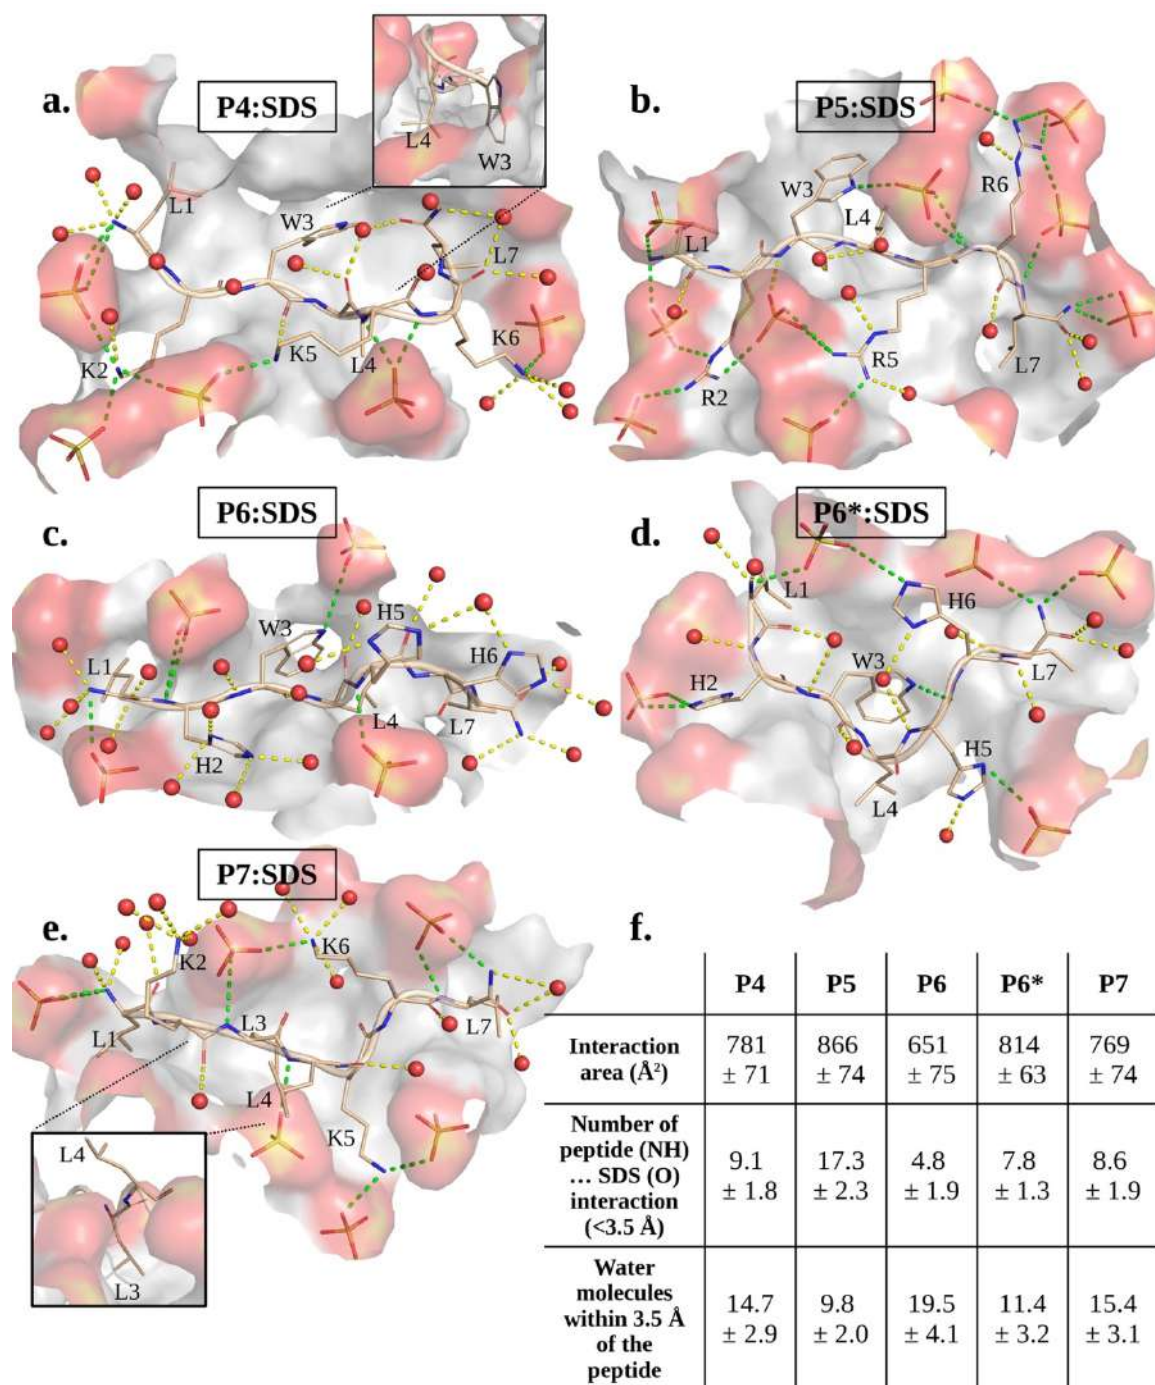 a.
P4:SDS
L4
W3
L1
W3
L7
K5
L4
K6
K2
b.
P5:SDS
R6
W3
L4
L1
R5
R2
L7
c.
P6:SDS
H5
W3
H6
L1
L4
L7
H2
d.
P6*:SDS
L1
H6
W3
H2
L7
H5
L4
e.
P7:SDS
K6
K2
L3
L7
L1
L4
K5
L4
L3
f.
P4 P5 P6 P6* P7
Interaction area (Å²)
781 ± 71
866 ± 74
651 ± 75
814 ± 63
769 ± 74
Number of
peptide (NH)
... SDS (O)
interaction
(<3.5 Å)
9.1 ± 1.8
17.3 ± 2.3
4.8 ± 1.9
7.8 ± 1.3
8.6 ± 1.9
Water
molecules
within 3.5 Å
of the
peptide
14.7 ± 2.9
9.8 ± 2.0
19.5 ± 4.1
11.4 ± 3.2
15.4 ± 3.1